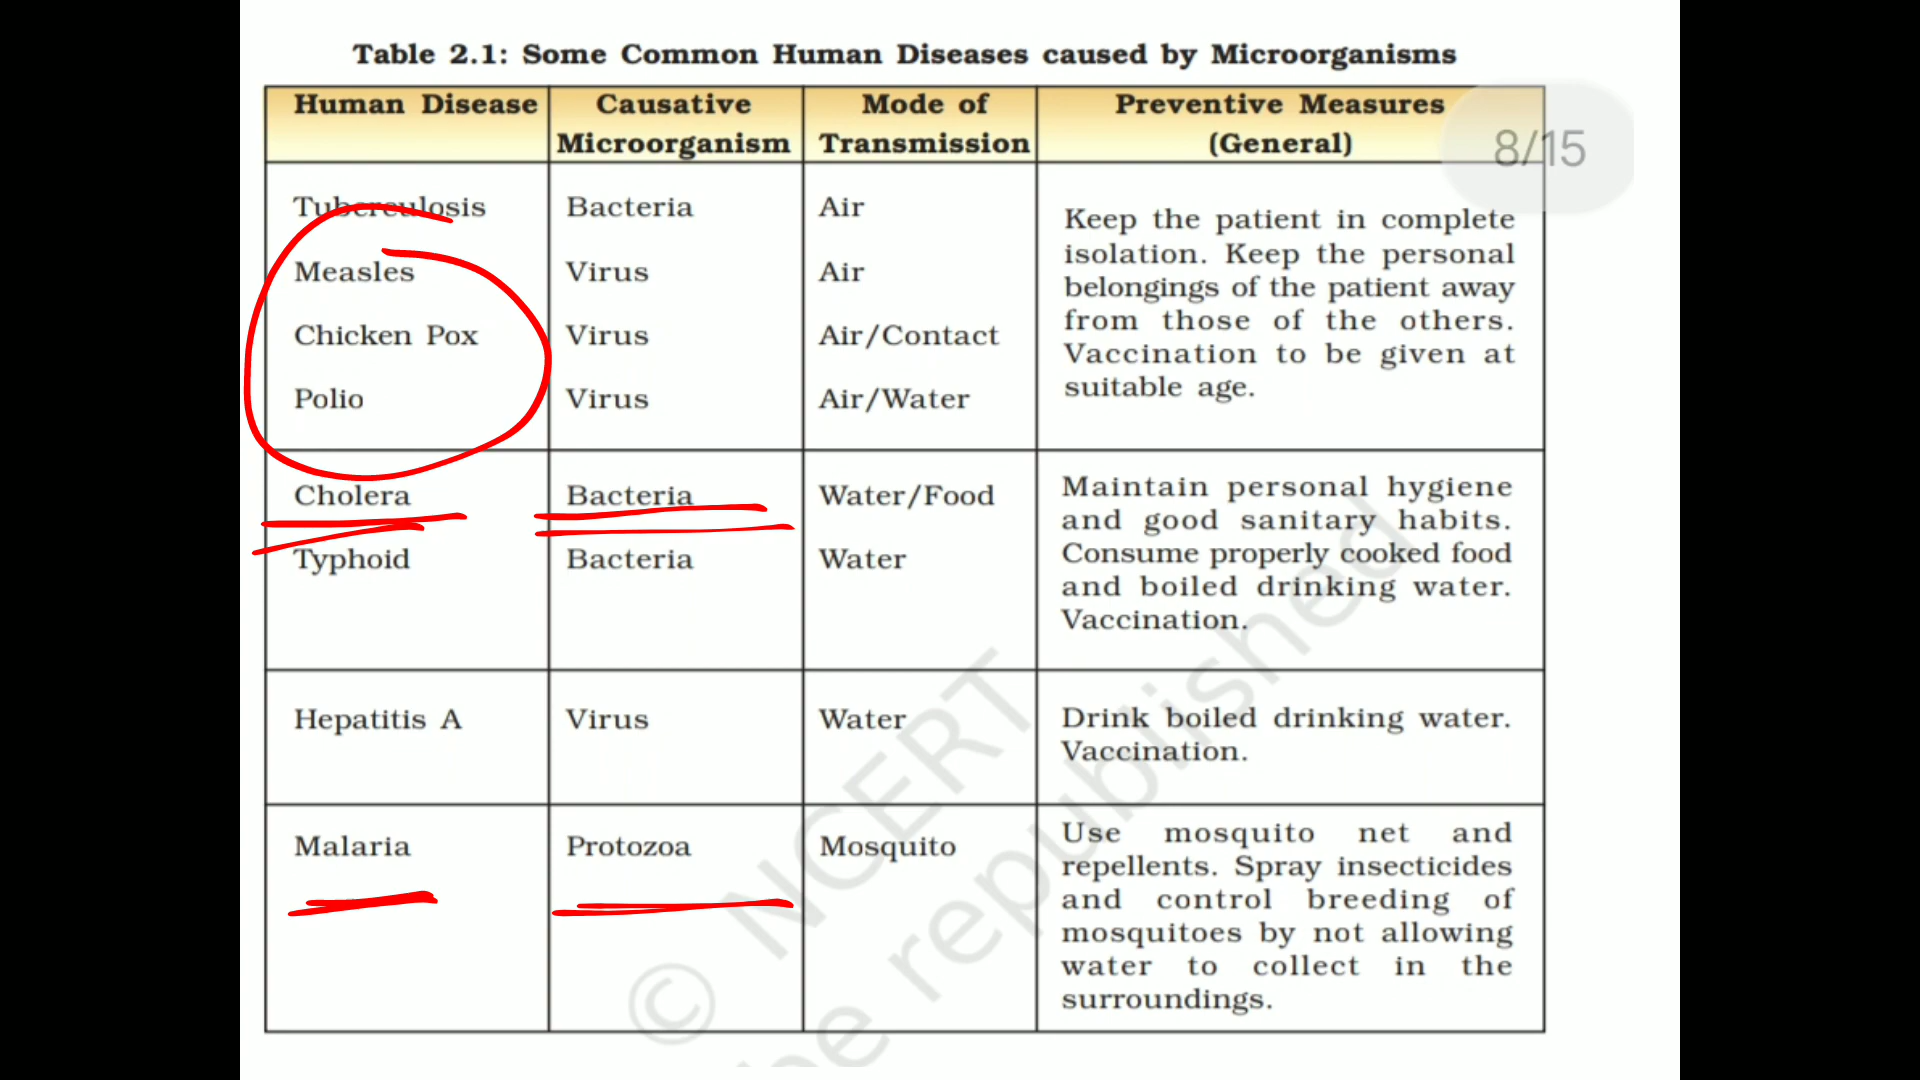 Table 2.1: Some Common Human Diseases caused by Microorganisms
Human Disease
Causative
Microorganism
Mode of
Transmission
Preventive Measures
(General)
8/15
Tuberculosis Bacteria Air
Measles Virus Air
Chicken Pox Virus Air/Contact
Polio Virus Air/Water
Keep the patient in complete
isolation. Keep the personal
belongings of the patient away
from those of the others.
Vaccination to be given at
suitable age.
Cholera Bacteria Water/Food
Typhoid Bacteria Water
Maintain personal hygiene
and good sanitary habits.
Consume properly cooked food
and boiled drinking water.
Vaccination.
Hepatitis A Virus Water
Drink boiled drinking water.
Vaccination.
Malaria Protozoa Mosquito
Use mosquito net and
repellents. Spray insecticides
and control breeding of
mosquitoes by not allowing
water to collect in the
surroundings.
© NCERT
be republished